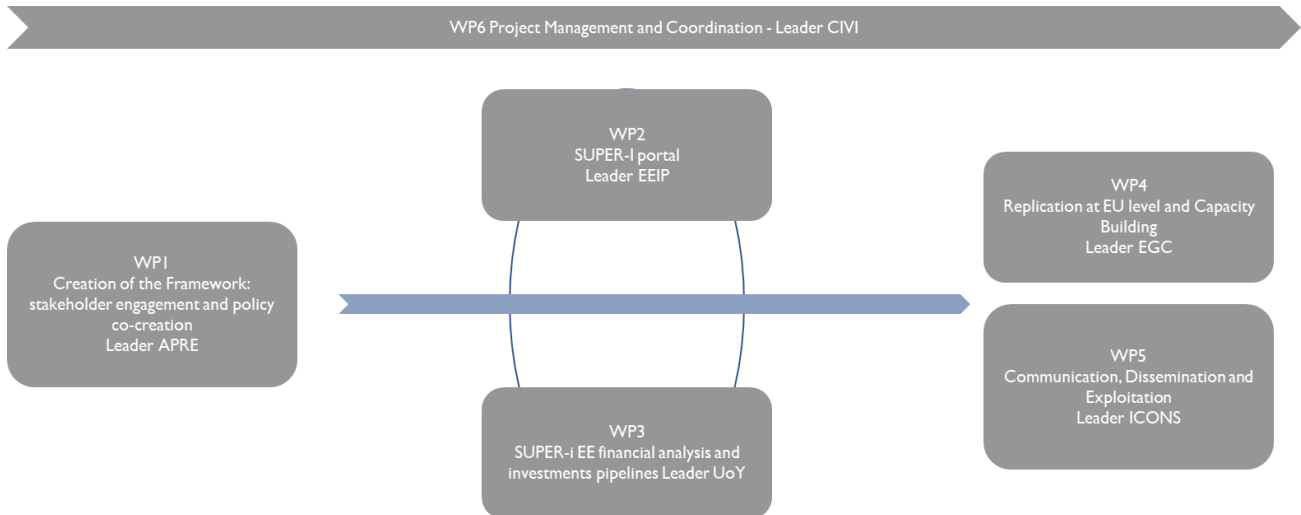 WP6 Project Management and Coordination - Leader CIVI
WP2
SUPER-I portal
Leader EEIP
WP4
Replication at EU level and Capacity
Building
Leader EGC
WP1
Creation of the Framework:
stakeholder engagement and policy
co-creation
Leader APRE
WP5
Communication, Dissemination and
Exploitation
Leader ICONS
WP3
SUPER-i EE financial analysis and
investments pipelines Leader UoY